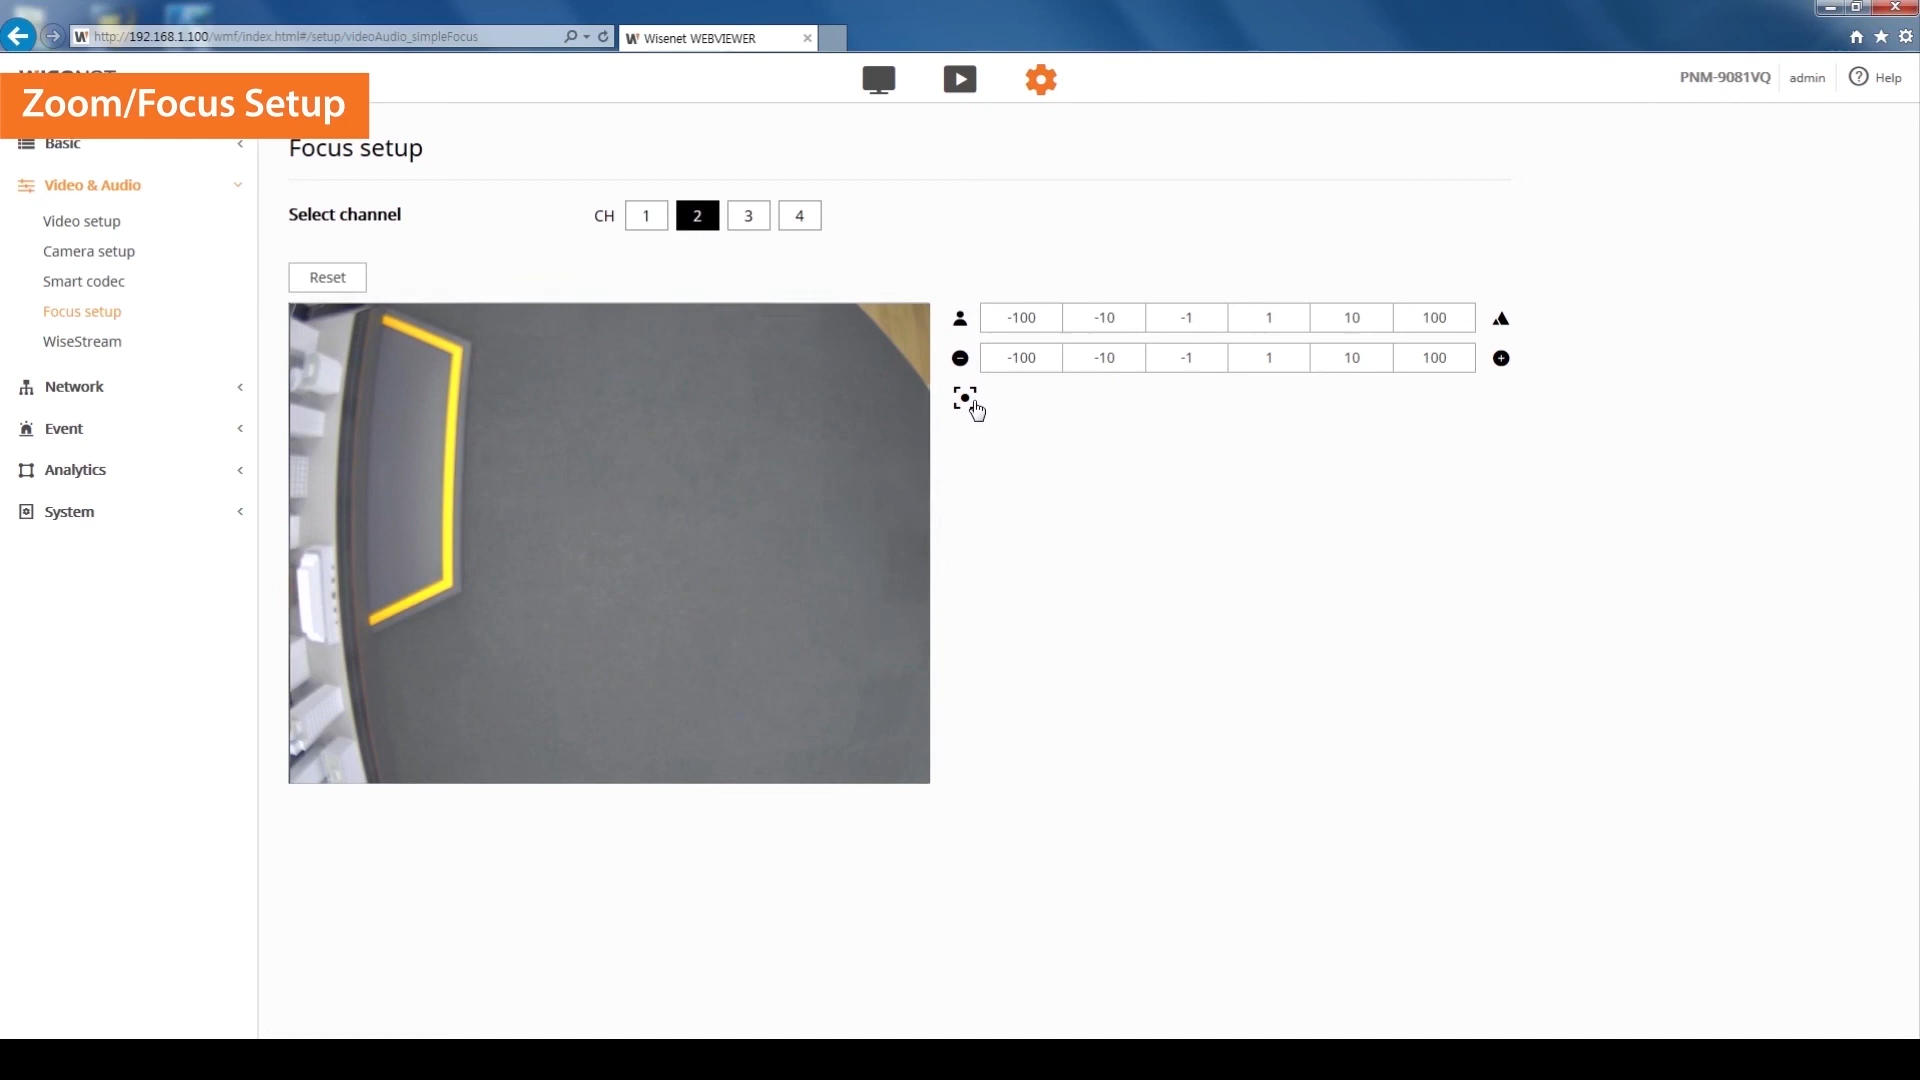 http://192.168.1.100/wmf/index.html#/setup/videoAudio_simpleFocus
W Wisenet WEBVIEWER
Zoom/Focus Setup
PNM-9081VQ
admin
Help
Basic
Focus setup
Video & Audio
Select channel
CH 1 2 3 4
Video setup
Camera setup
Smart codec
Focus setup
WiseStream
Reset
-100 -10 -1 1 10 100
-100 -10 -1 1 10 100
Network
Event
Analytics
System